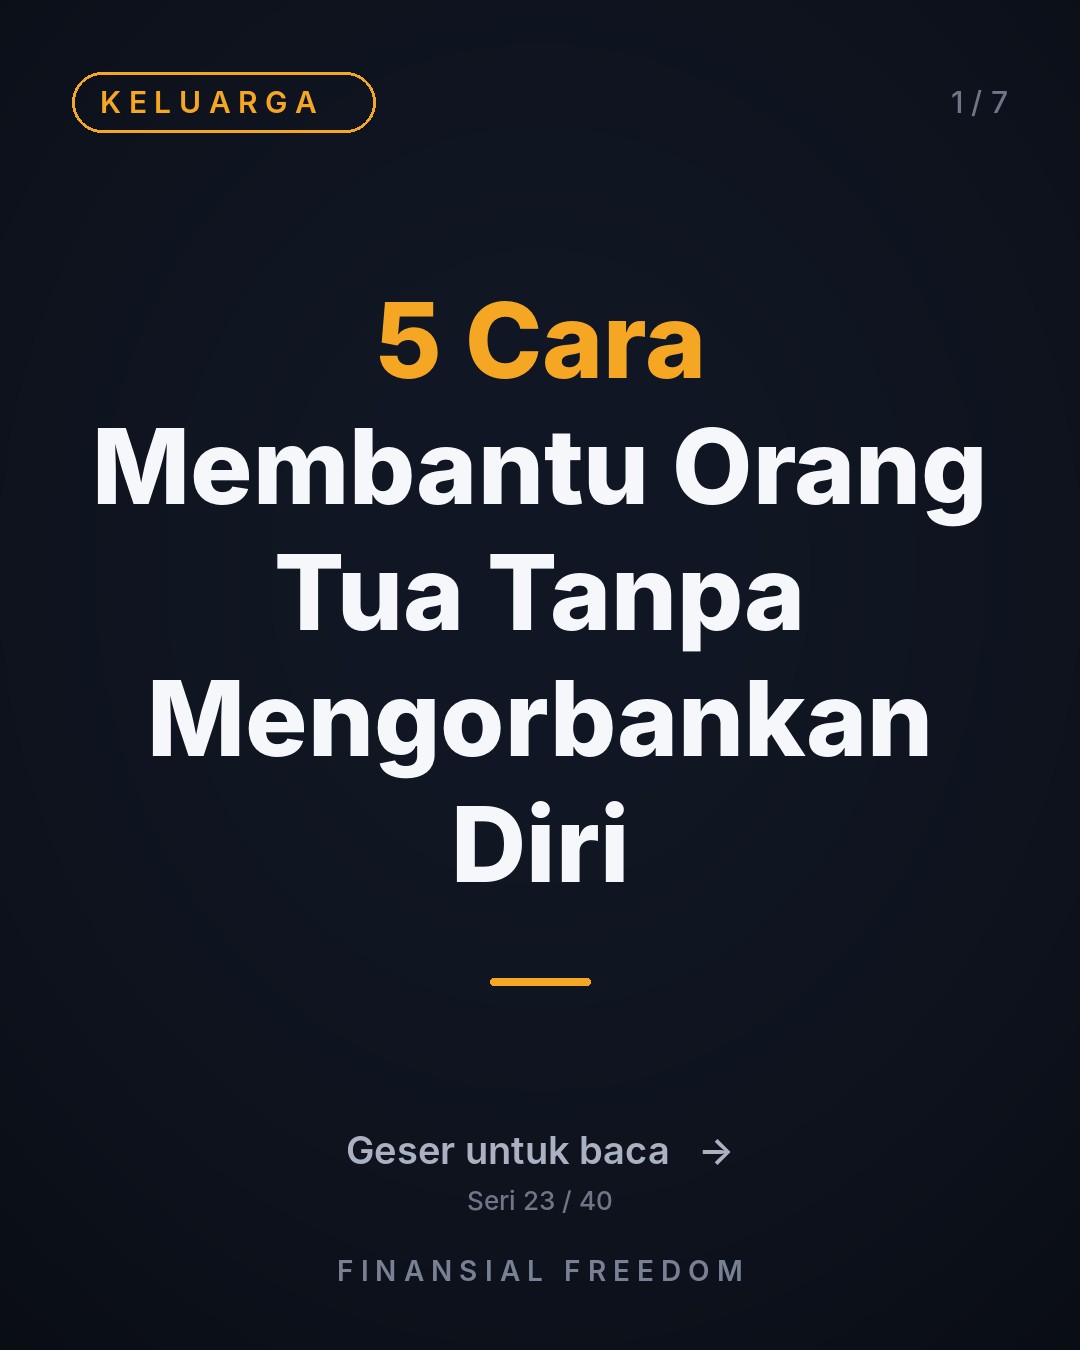 KELUARGA
1 / 7
5 Cara
Membantu Orang
Tua Tanpa
Mengorbankan
Diri
Geser untuk baca →
Seri 23 / 40
FINANSIAL FREEDOM